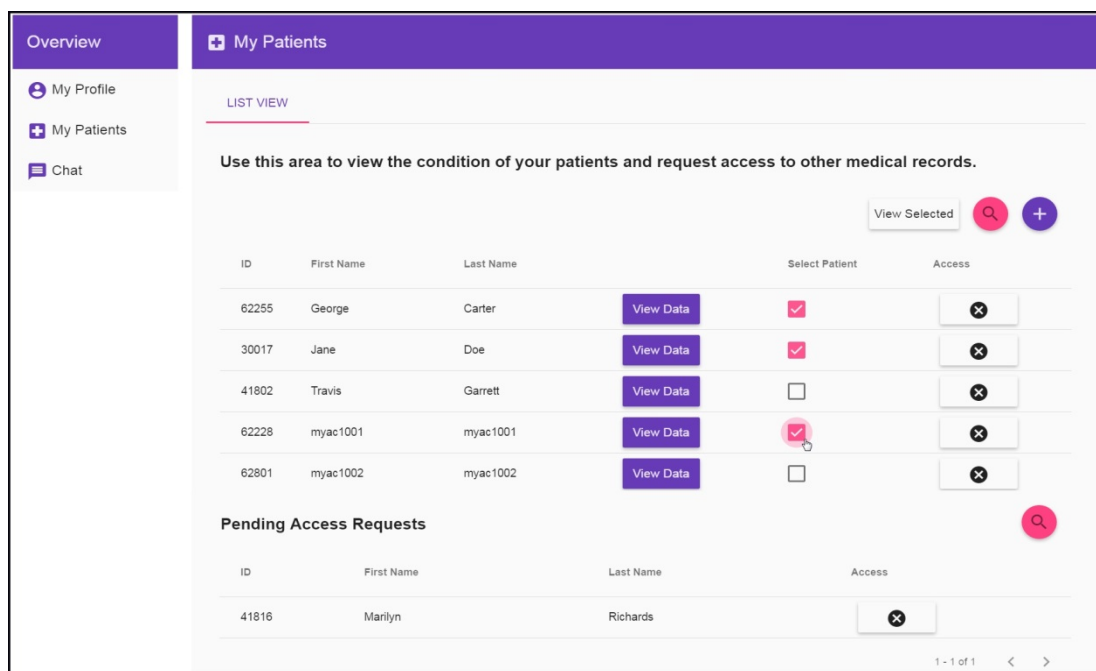 Overview
My Patients
My Profile
My Patients
Chat
LIST VIEW
Use this area to view the condition of your patients and request access to other medical records.
View Selected
ID First Name Last Name Select Patient Access
62255 George Carter View Data
30017 Jane Doe View Data
41802 Travis Garrett View Data
62228 myac1001 myac1001 View Data
62801 myac1002 myac1002 View Data
Pending Access Requests
ID First Name Last Name Access
41816 Marilyn Richards
1 - 1 of 1